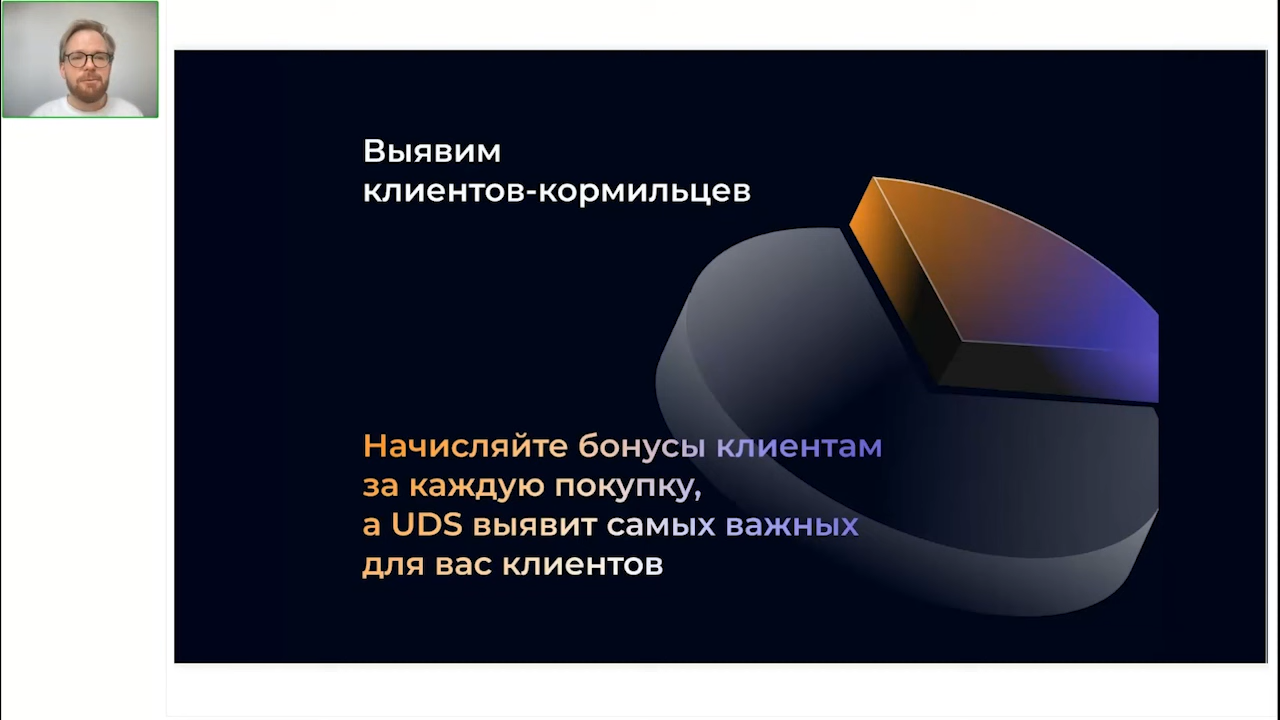 Выявим
клиентов-кормильцев
Начисляйте бонусы клиентам
за каждую покупку,
а UDS выявит самых важных
для вас клиентов